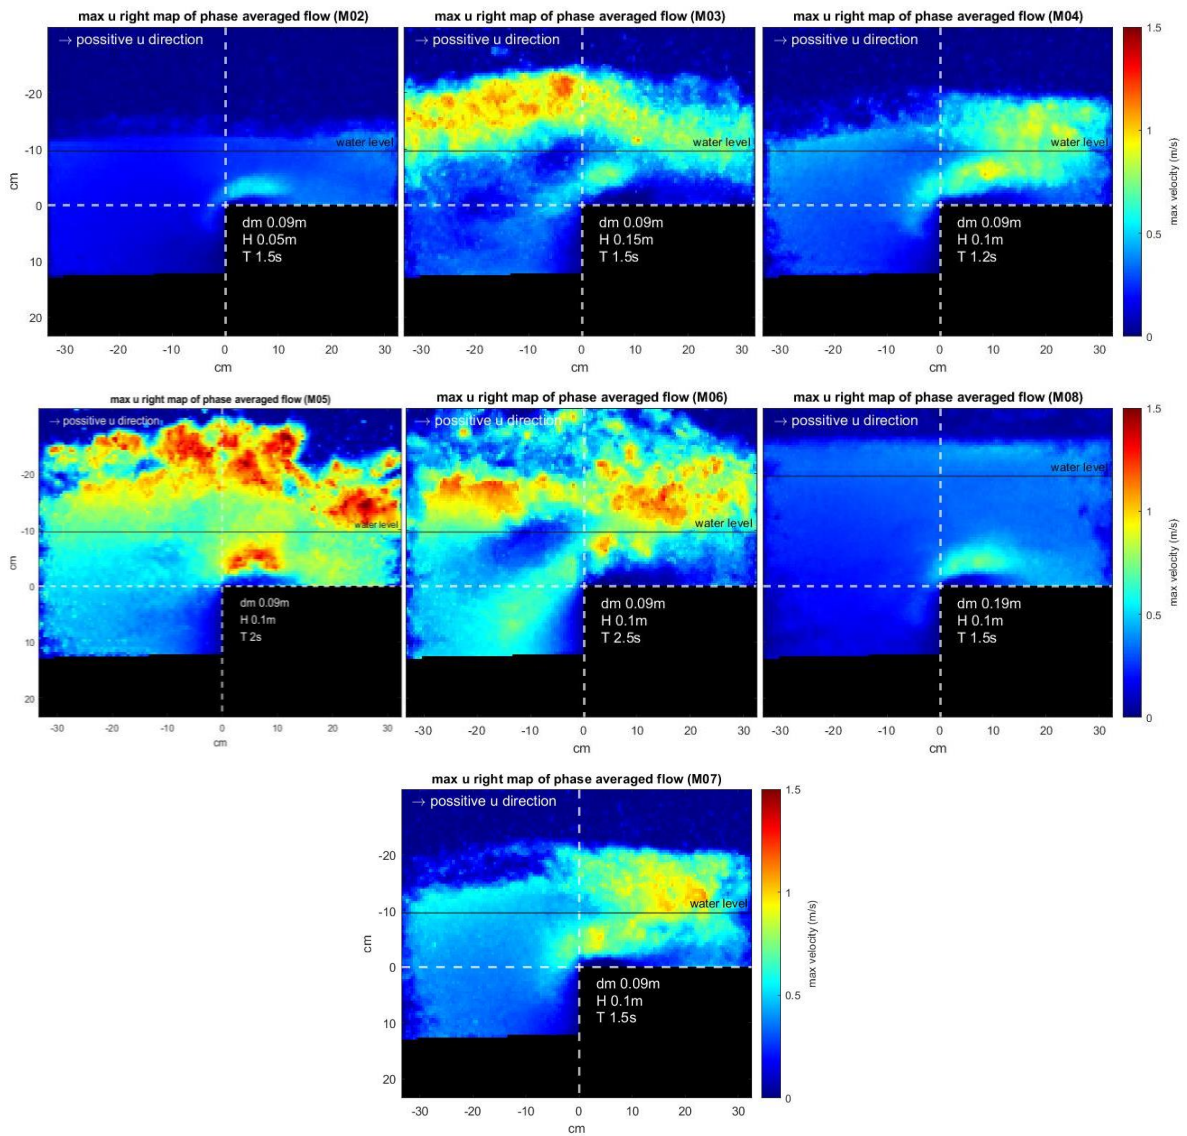 max u right map of phase averaged flow (M02)
max u right map of phase averaged flow (M03)
max u right map of phase averaged flow (M04)
→ possitive u direction
→ possitive u direction
→ possitive u direction
water level
water level
water level
dm 0.09m
H 0.05m
T 1.5s
dm 0.09m
H 0.15m
T 1.5s
dm 0.09m
H 0.1m
T 1.2s
-20
-10
0
10
20
cm
-30 -20 -10 0 10 20 30
cm
-30 -20 -10 0 10 20 30
cm
-30 -20 -10 0 10 20 30
cm
1.5
1
0.5
0
max velocity (m/s)
max u right map of phase averaged flow (M05)
max u right map of phase averaged flow (M06)
max u right map of phase averaged flow (M08)
→ possitive u direction
→ possitive u direction
→ possitive u direction
water level
water level
water level
dm 0.09m
H 0.1m
T 2s
dm 0.09m
H 0.1m
T 2.5s
dm 0.19m
H 0.1m
T 1.5s
-20
-10
0
10
20
cm
-30 -20 -10 0 10 20 30
cm
-30 -20 -10 0 10 20 30
cm
-30 -20 -10 0 10 20 30
cm
1.5
1
0.5
0
max velocity (m/s)
max u right map of phase averaged flow (M07)
→ possitive u direction
water level
dm 0.09m
H 0.1m
T 1.5s
-20
-10
0
10
20
cm
-30 -20 -10 0 10 20 30
cm
1.5
1
0.5
0
max velocity (m/s)